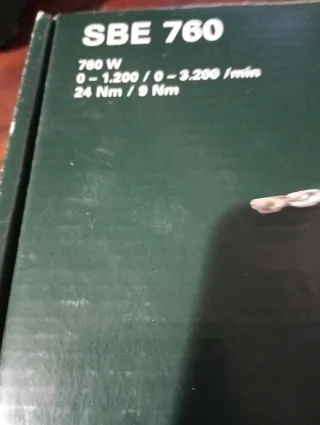 SBE 760
760 W
0 – 1.200 / 0 – 3.200 /min
24 Nm / 9 Nm